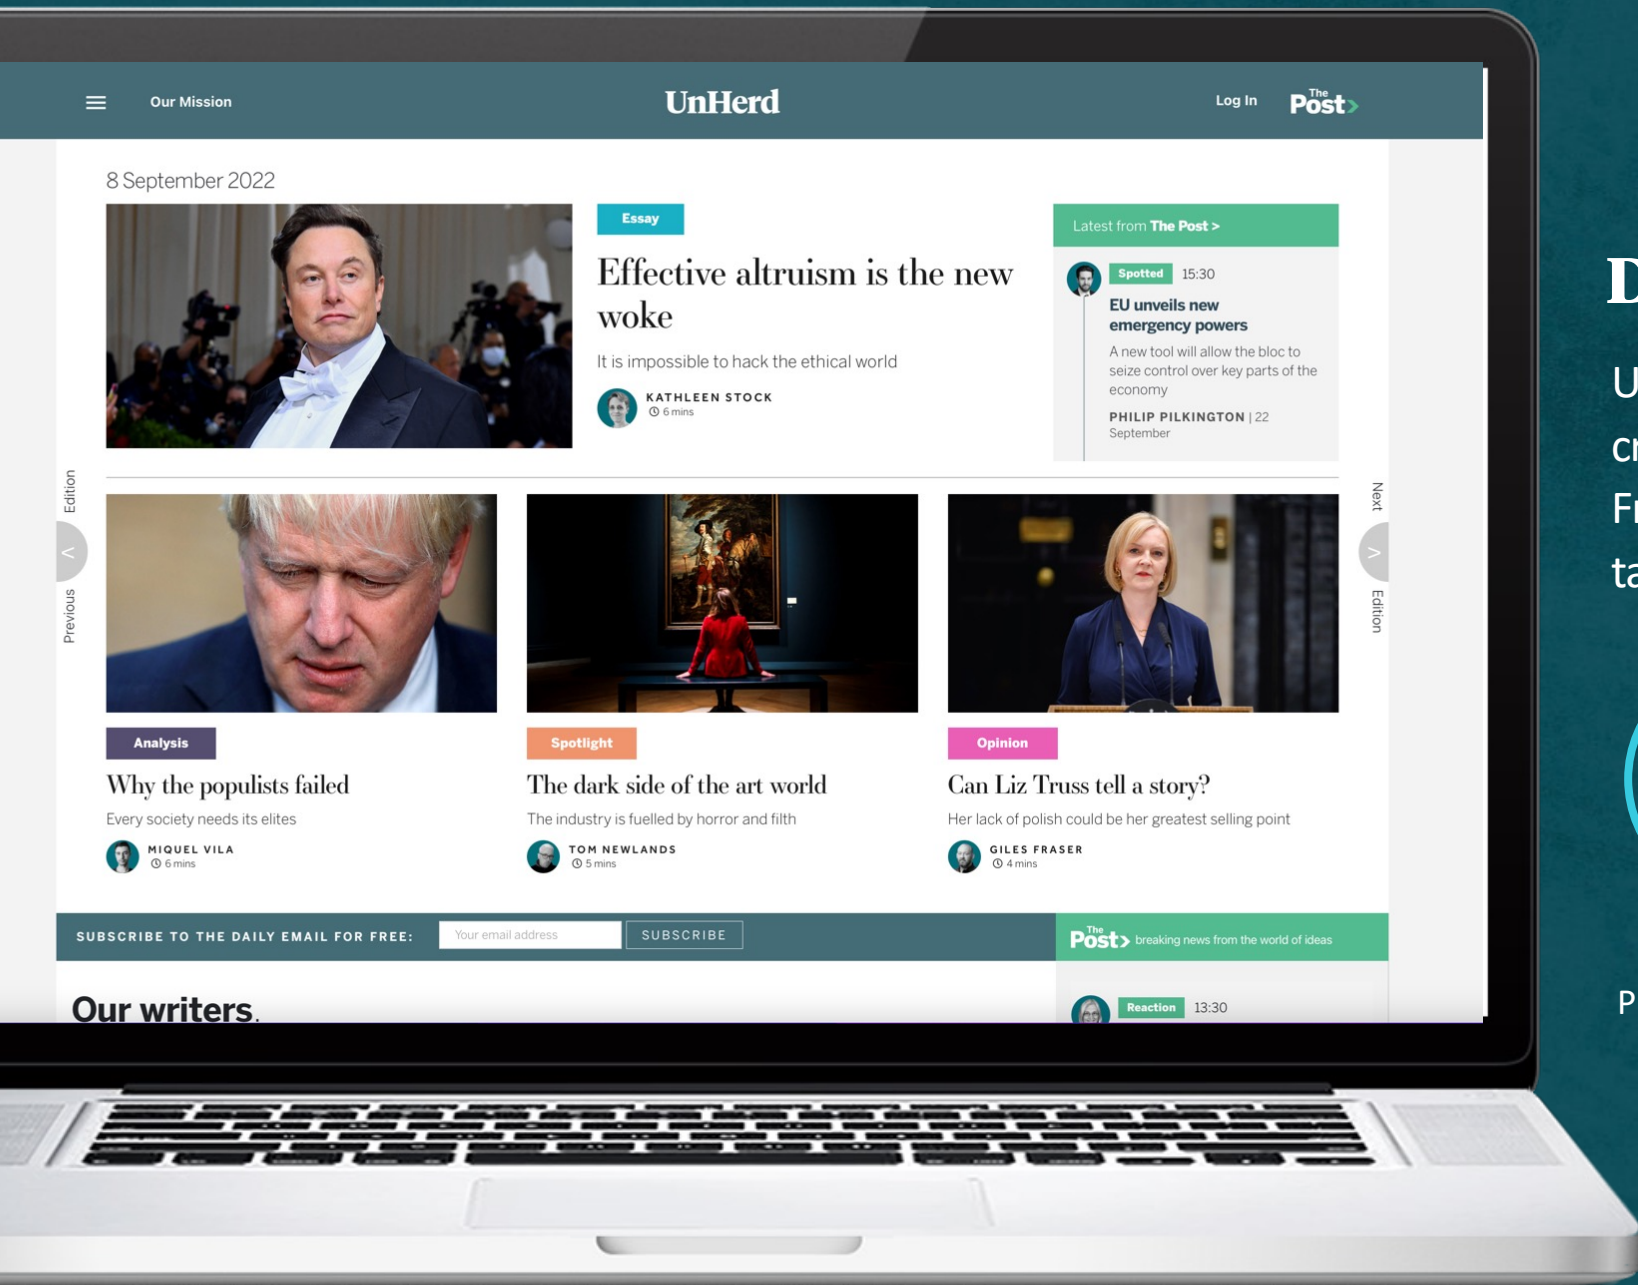 Our Mission
UnHerd
Log In
The
Post>
8 September 2022
Essay
Effective altruism is the new
woke
It is impossible to hack the ethical world
KATHLEEN STOCK
6 mins
Latest from The Post >
Spotted 15:30
EU unveils new
emergency powers
A new tool will allow the bloc to
seize control over key parts of the
economy
PHILIP PILKINGTON | 22
September
Previous Edition
Next Edition
Analysis
Why the populists failed
Every society needs its elites
MIQUEL VILA
6 mins
Spotlight
The dark side of the art world
The industry is fuelled by horror and filth
TOM NEWLANDS
5 mins
Opinion
Can Liz Truss tell a story?
Her lack of polish could be her greatest selling point
GILES FRASER
4 mins
SUBSCRIBE TO THE DAILY EMAIL FOR FREE:
Your email address
SUBSCRIBE
The
Post> breaking news from the world of ideas
Our writers.
Reaction 13:30